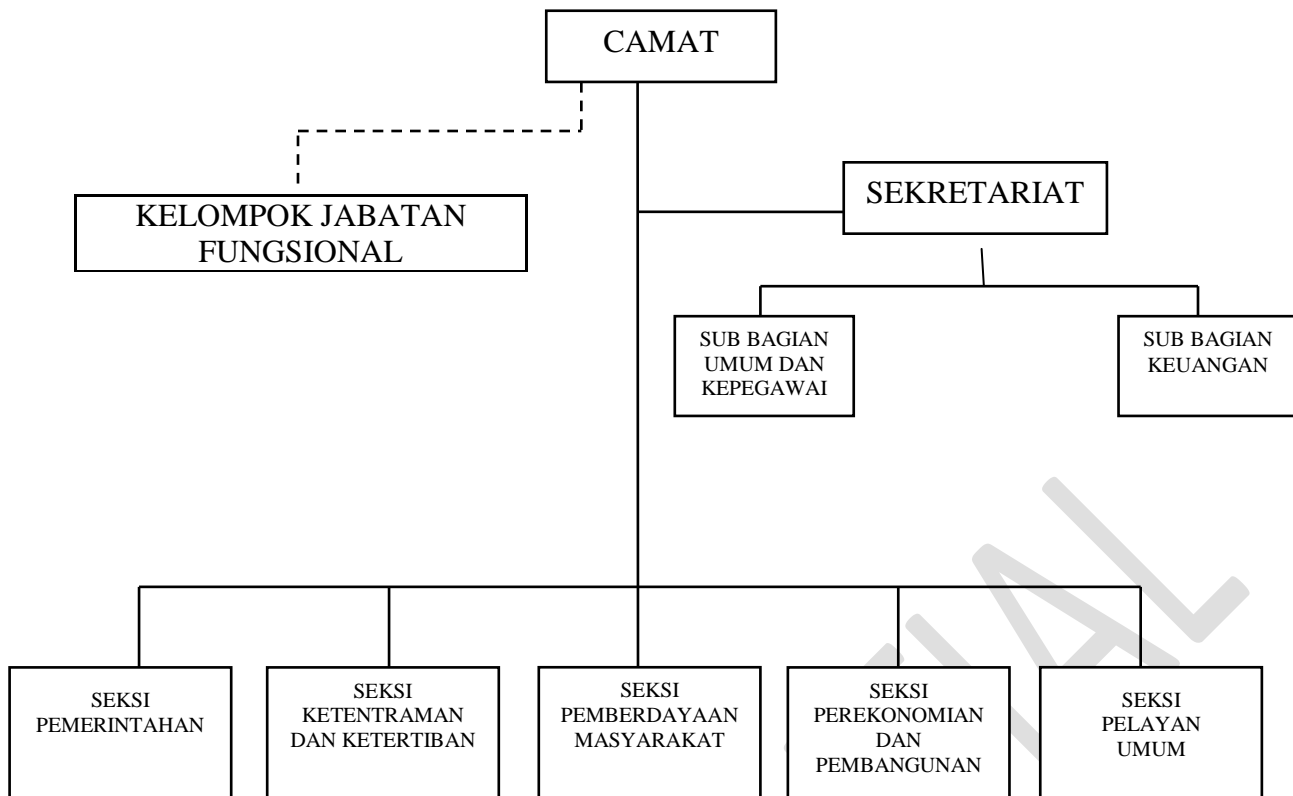 CAMAT
SEKRETARIAT
KELOMPOK JABATAN
FUNGSIONAL
SUB BAGIAN
UMUM DAN
KEPEGAWAI
SUB BAGIAN
KEUANGAN
SEKSI
PEMERINTAHAN
SEKSI
KETENTRAMAN
DAN KETERTIBAN
SEKSI
PEMBERDAYAAN
MASYARAKAT
SEKSI
PEREKONOMIAN
DAN
PEMBANGUNAN
SEKSI
PELAYAN
UMUM